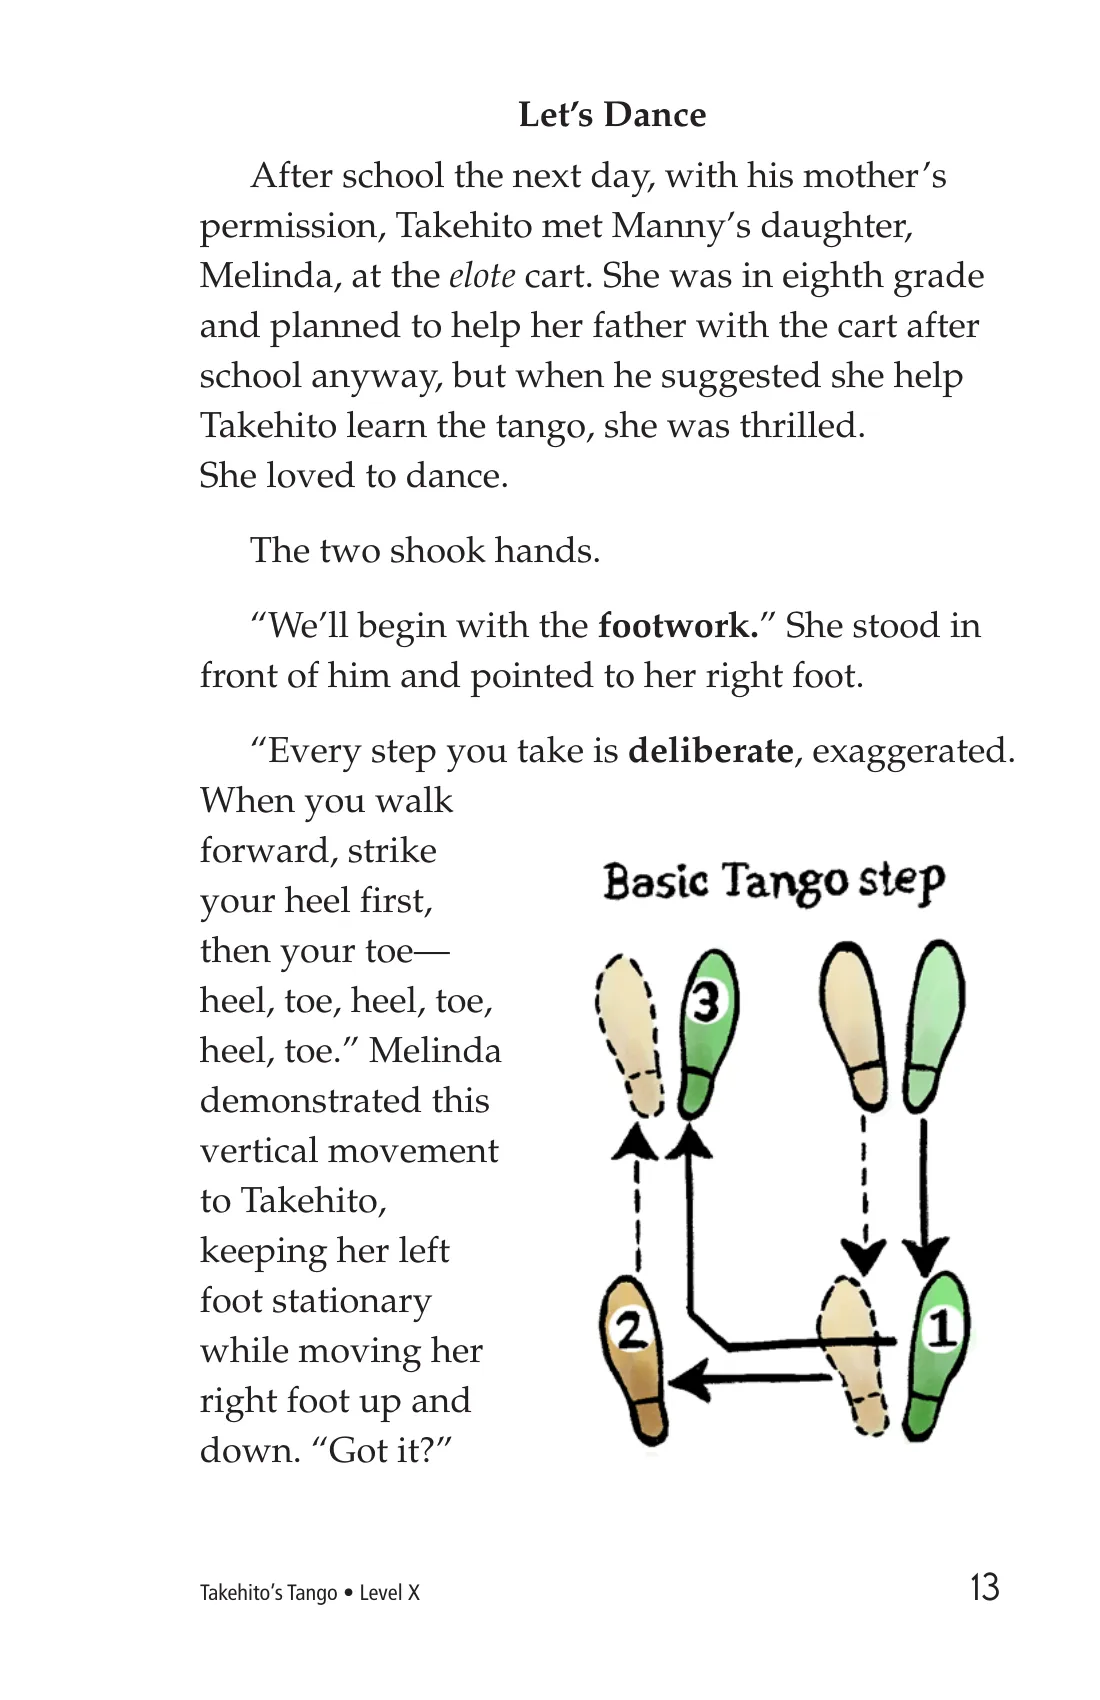 Let’s Dance
After school the next day, with his mother’s
permission, Takehito met Manny’s daughter,
Melinda, at the elote cart. She was in eighth grade
and planned to help her father with the cart after
school anyway, but when he suggested she help
Takehito learn the tango, she was thrilled.
She loved to dance.
The two shook hands.
“We’ll begin with the footwork.” She stood in
front of him and pointed to her right foot.
“Every step you take is deliberate, exaggerated.
When you walk
forward, strike
your heel first,
then your toe—
heel, toe, heel, toe,
heel, toe.” Melinda
demonstrated this
vertical movement
to Takehito,
keeping her left
foot stationary
while moving her
right foot up and
down. “Got it?”
Basic Tango step
3
2
1
Takehito’s Tango • Level X
13